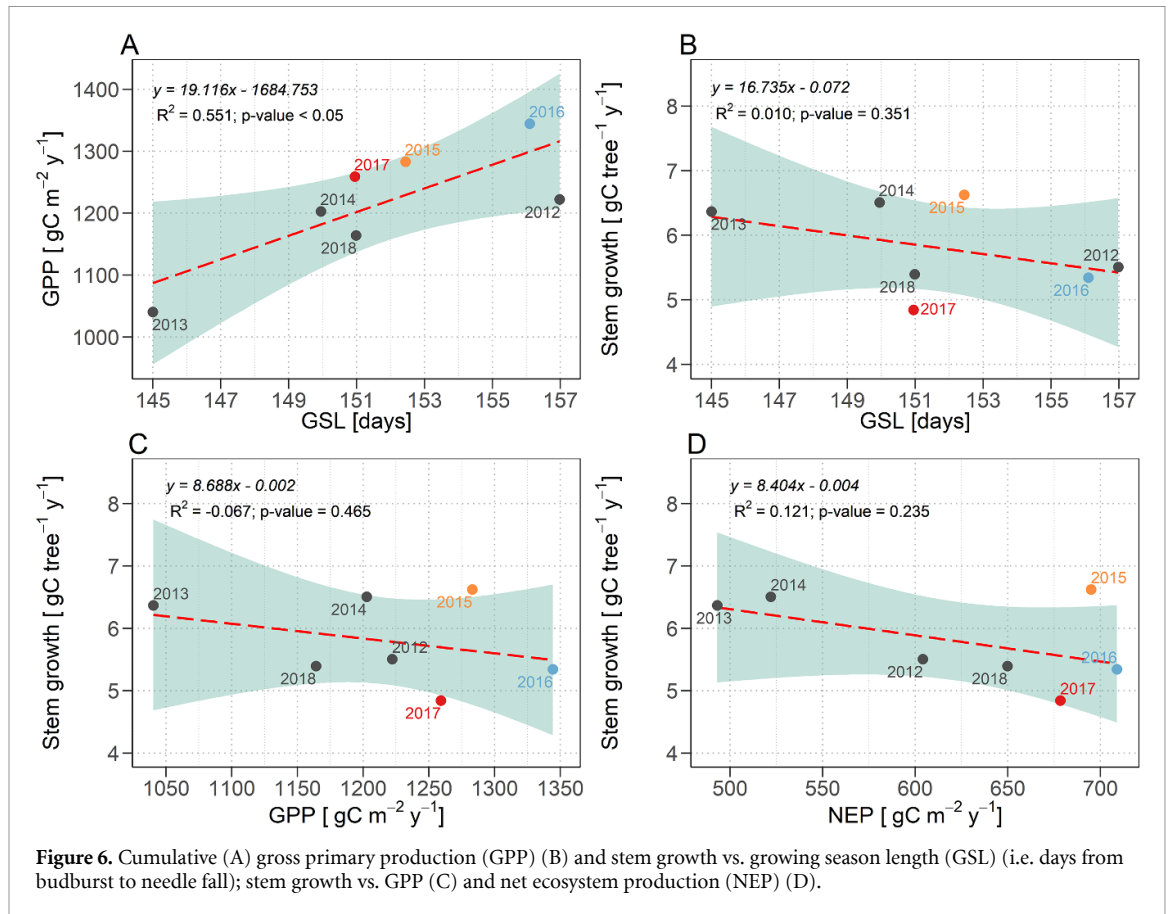 A
y = 19.116x - 1684.753
R² = 0.551; p-value < 0.05
GPP [ gC m⁻² y⁻¹]
1400
1300
1200
1100
1000
2016
2015
2017
2014
2012
2018
2013
145 147 149 151 153 155 157
GSL [days]
B
y = 16.735x - 0.072
R² = 0.010; p-value = 0.351
Stem growth [ gC tree⁻¹ y⁻¹]
8
7
6
5
4
2014
2015
2013
2012
2018
2016
2017
145 147 149 151 153 155 157
GSL [days]
C
y = 8.688x - 0.002
R² = -0.067; p-value = 0.465
Stem growth [ gC tree⁻¹ y⁻¹]
8
7
6
5
4
2013
2014
2015
2012
2018
2016
2017
1050 1100 1150 1200 1250 1300 1350
GPP [ gC m⁻² y⁻¹]
D
y = 8.404x - 0.004
R² = 0.121; p-value = 0.235
Stem growth [ gC tree⁻¹ y⁻¹]
8
7
6
5
4
2015
2014
2013
2016
2012
2018
2017
500 550 600 650 700
NEP [ gC m⁻² y⁻¹]
Figure 6. Cumulative (A) gross primary production (GPP) (B) and stem growth vs. growing season length (GSL) (i.e. days from
budburst to needle fall); stem growth vs. GPP (C) and net ecosystem production (NEP) (D).